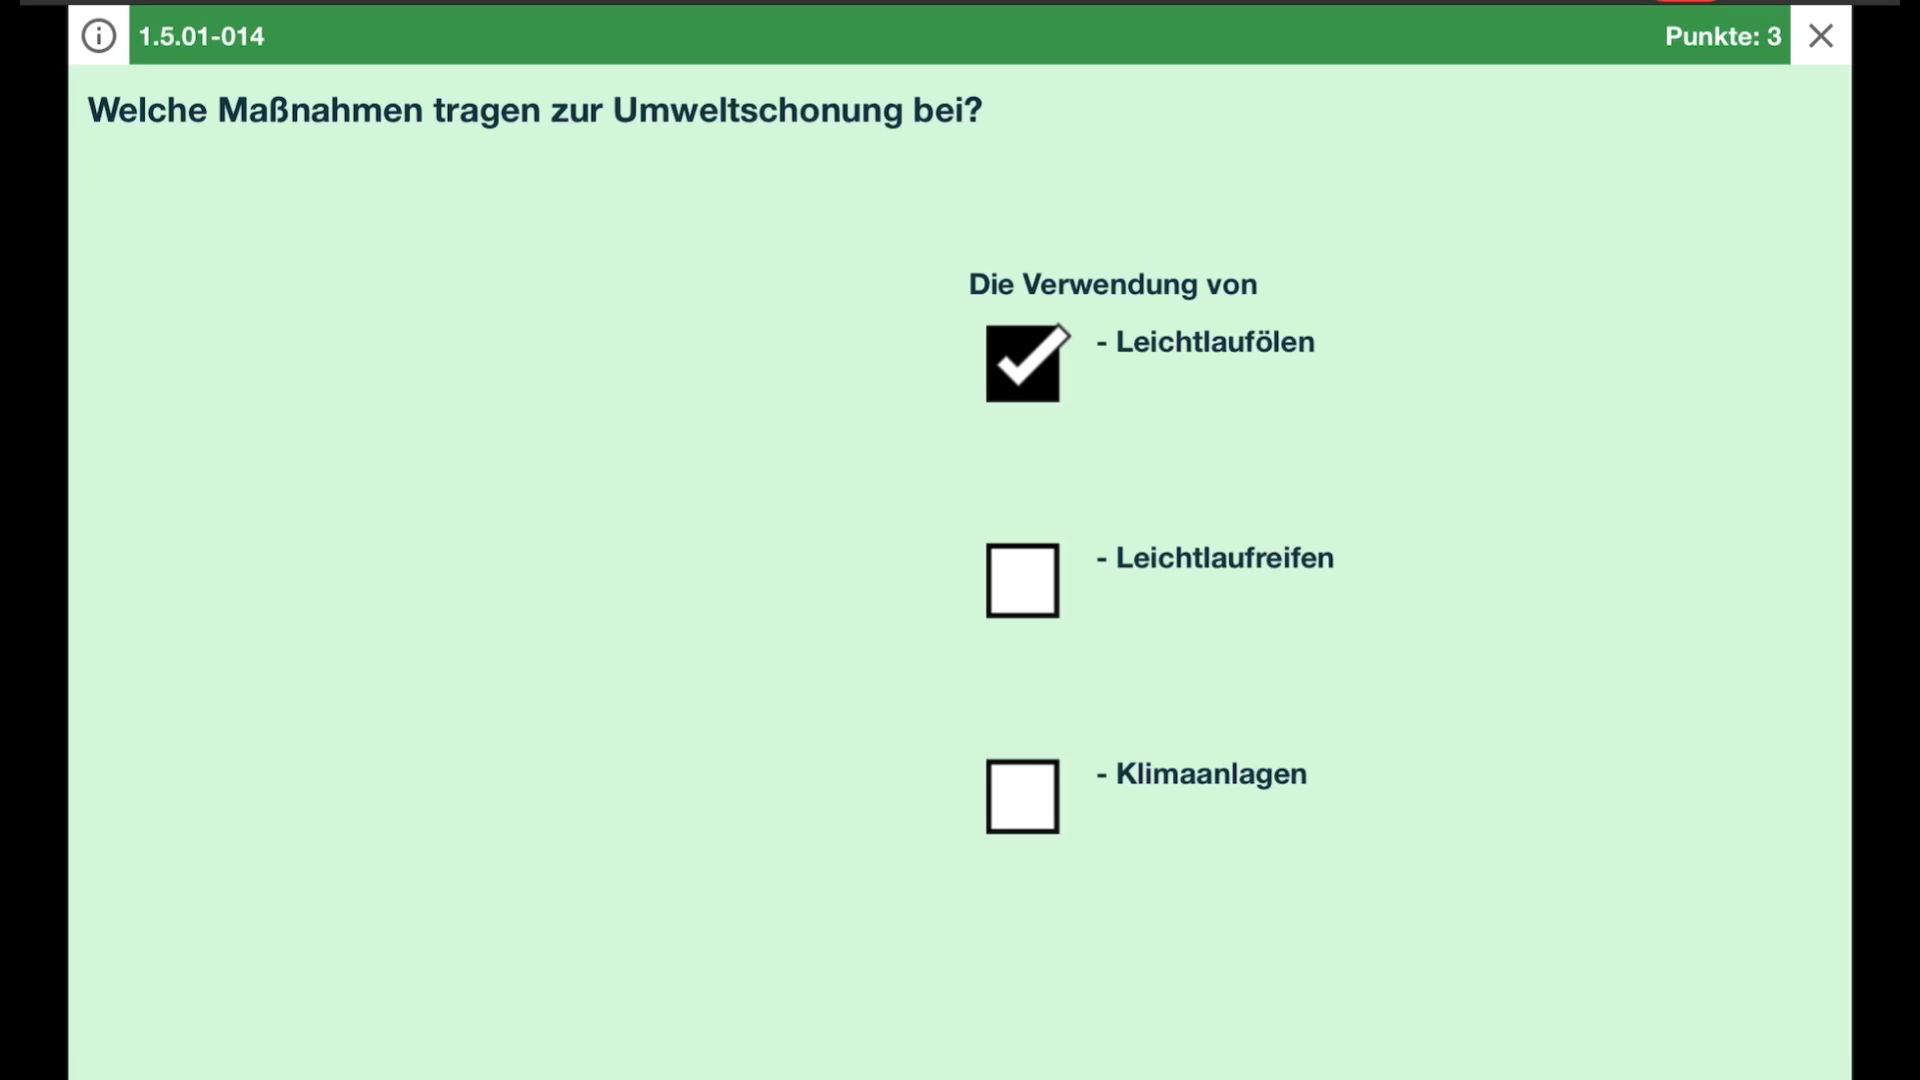 1.5.01-014
Punkte: 3
Welche Maßnahmen tragen zur Umweltschonung bei?
Die Verwendung von
- Leichtlaufölen
- Leichtlaufreifen
- Klimaanlagen